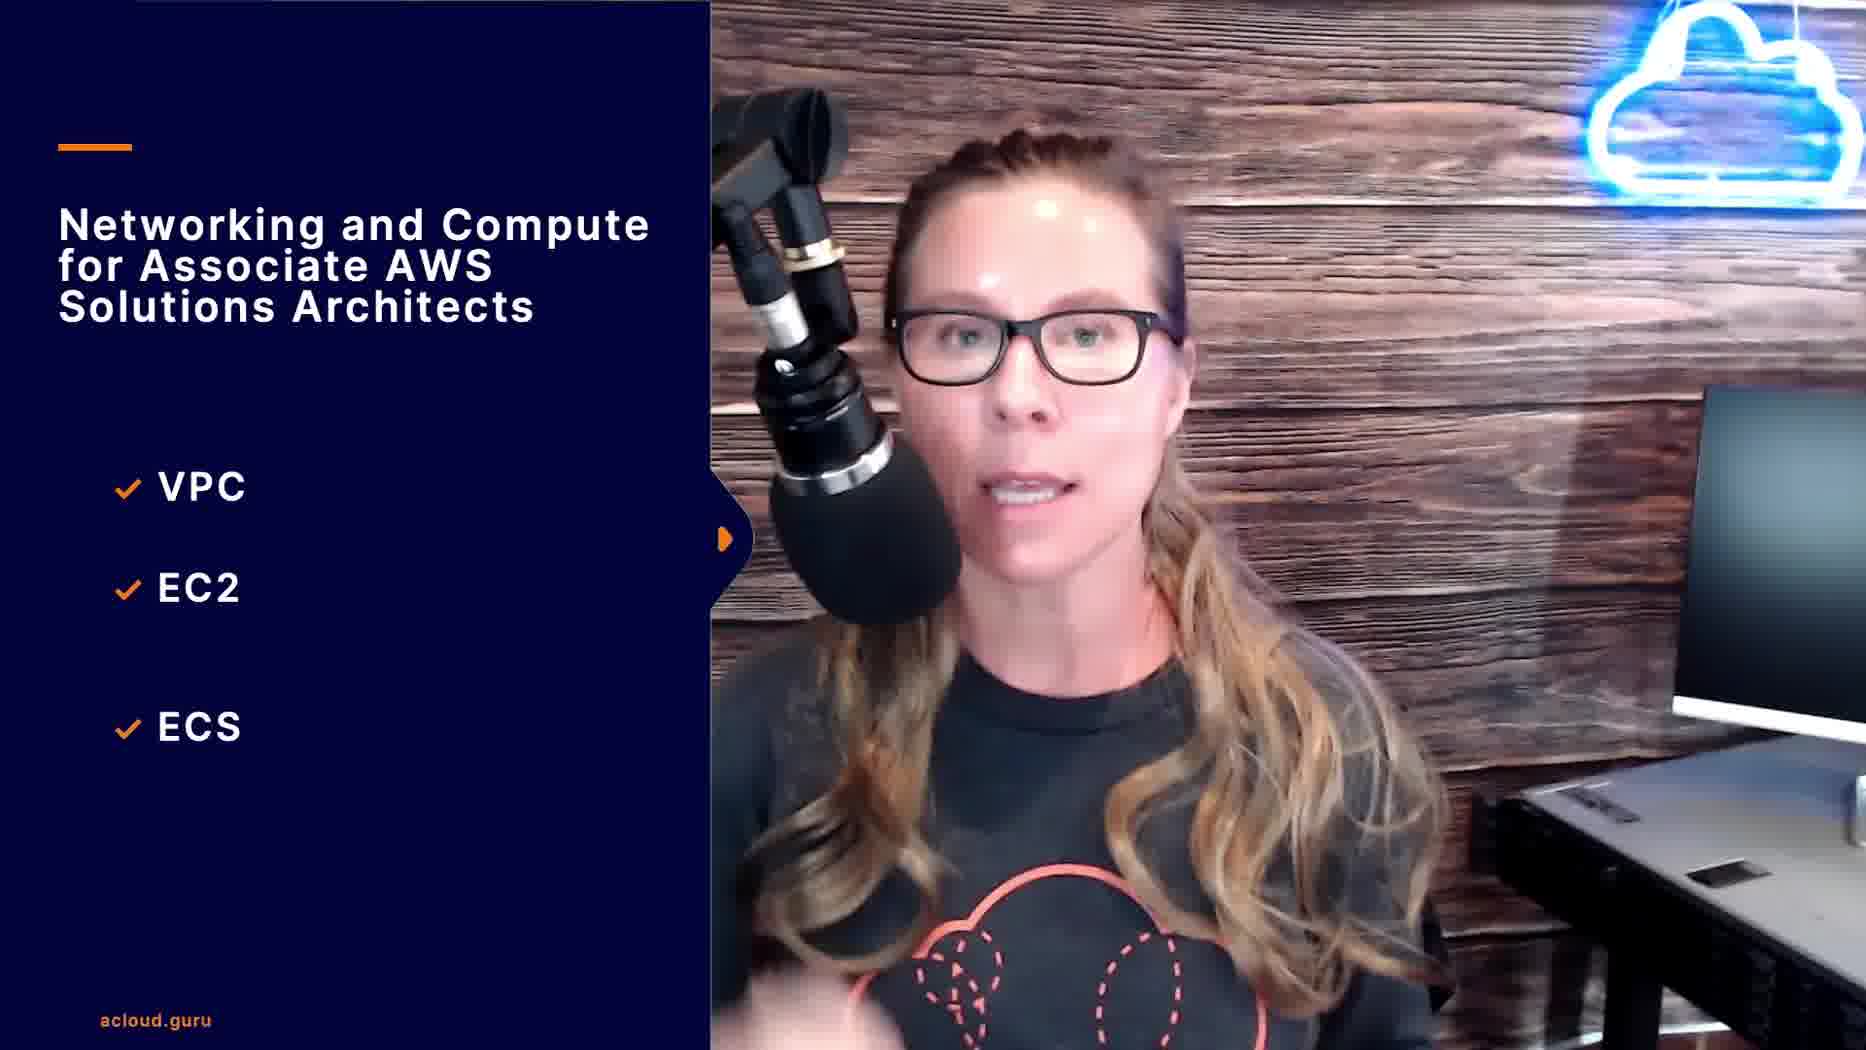 Networking and Compute
for Associate AWS
Solutions Architects
VPC
EC2
ECS
acloud.guru